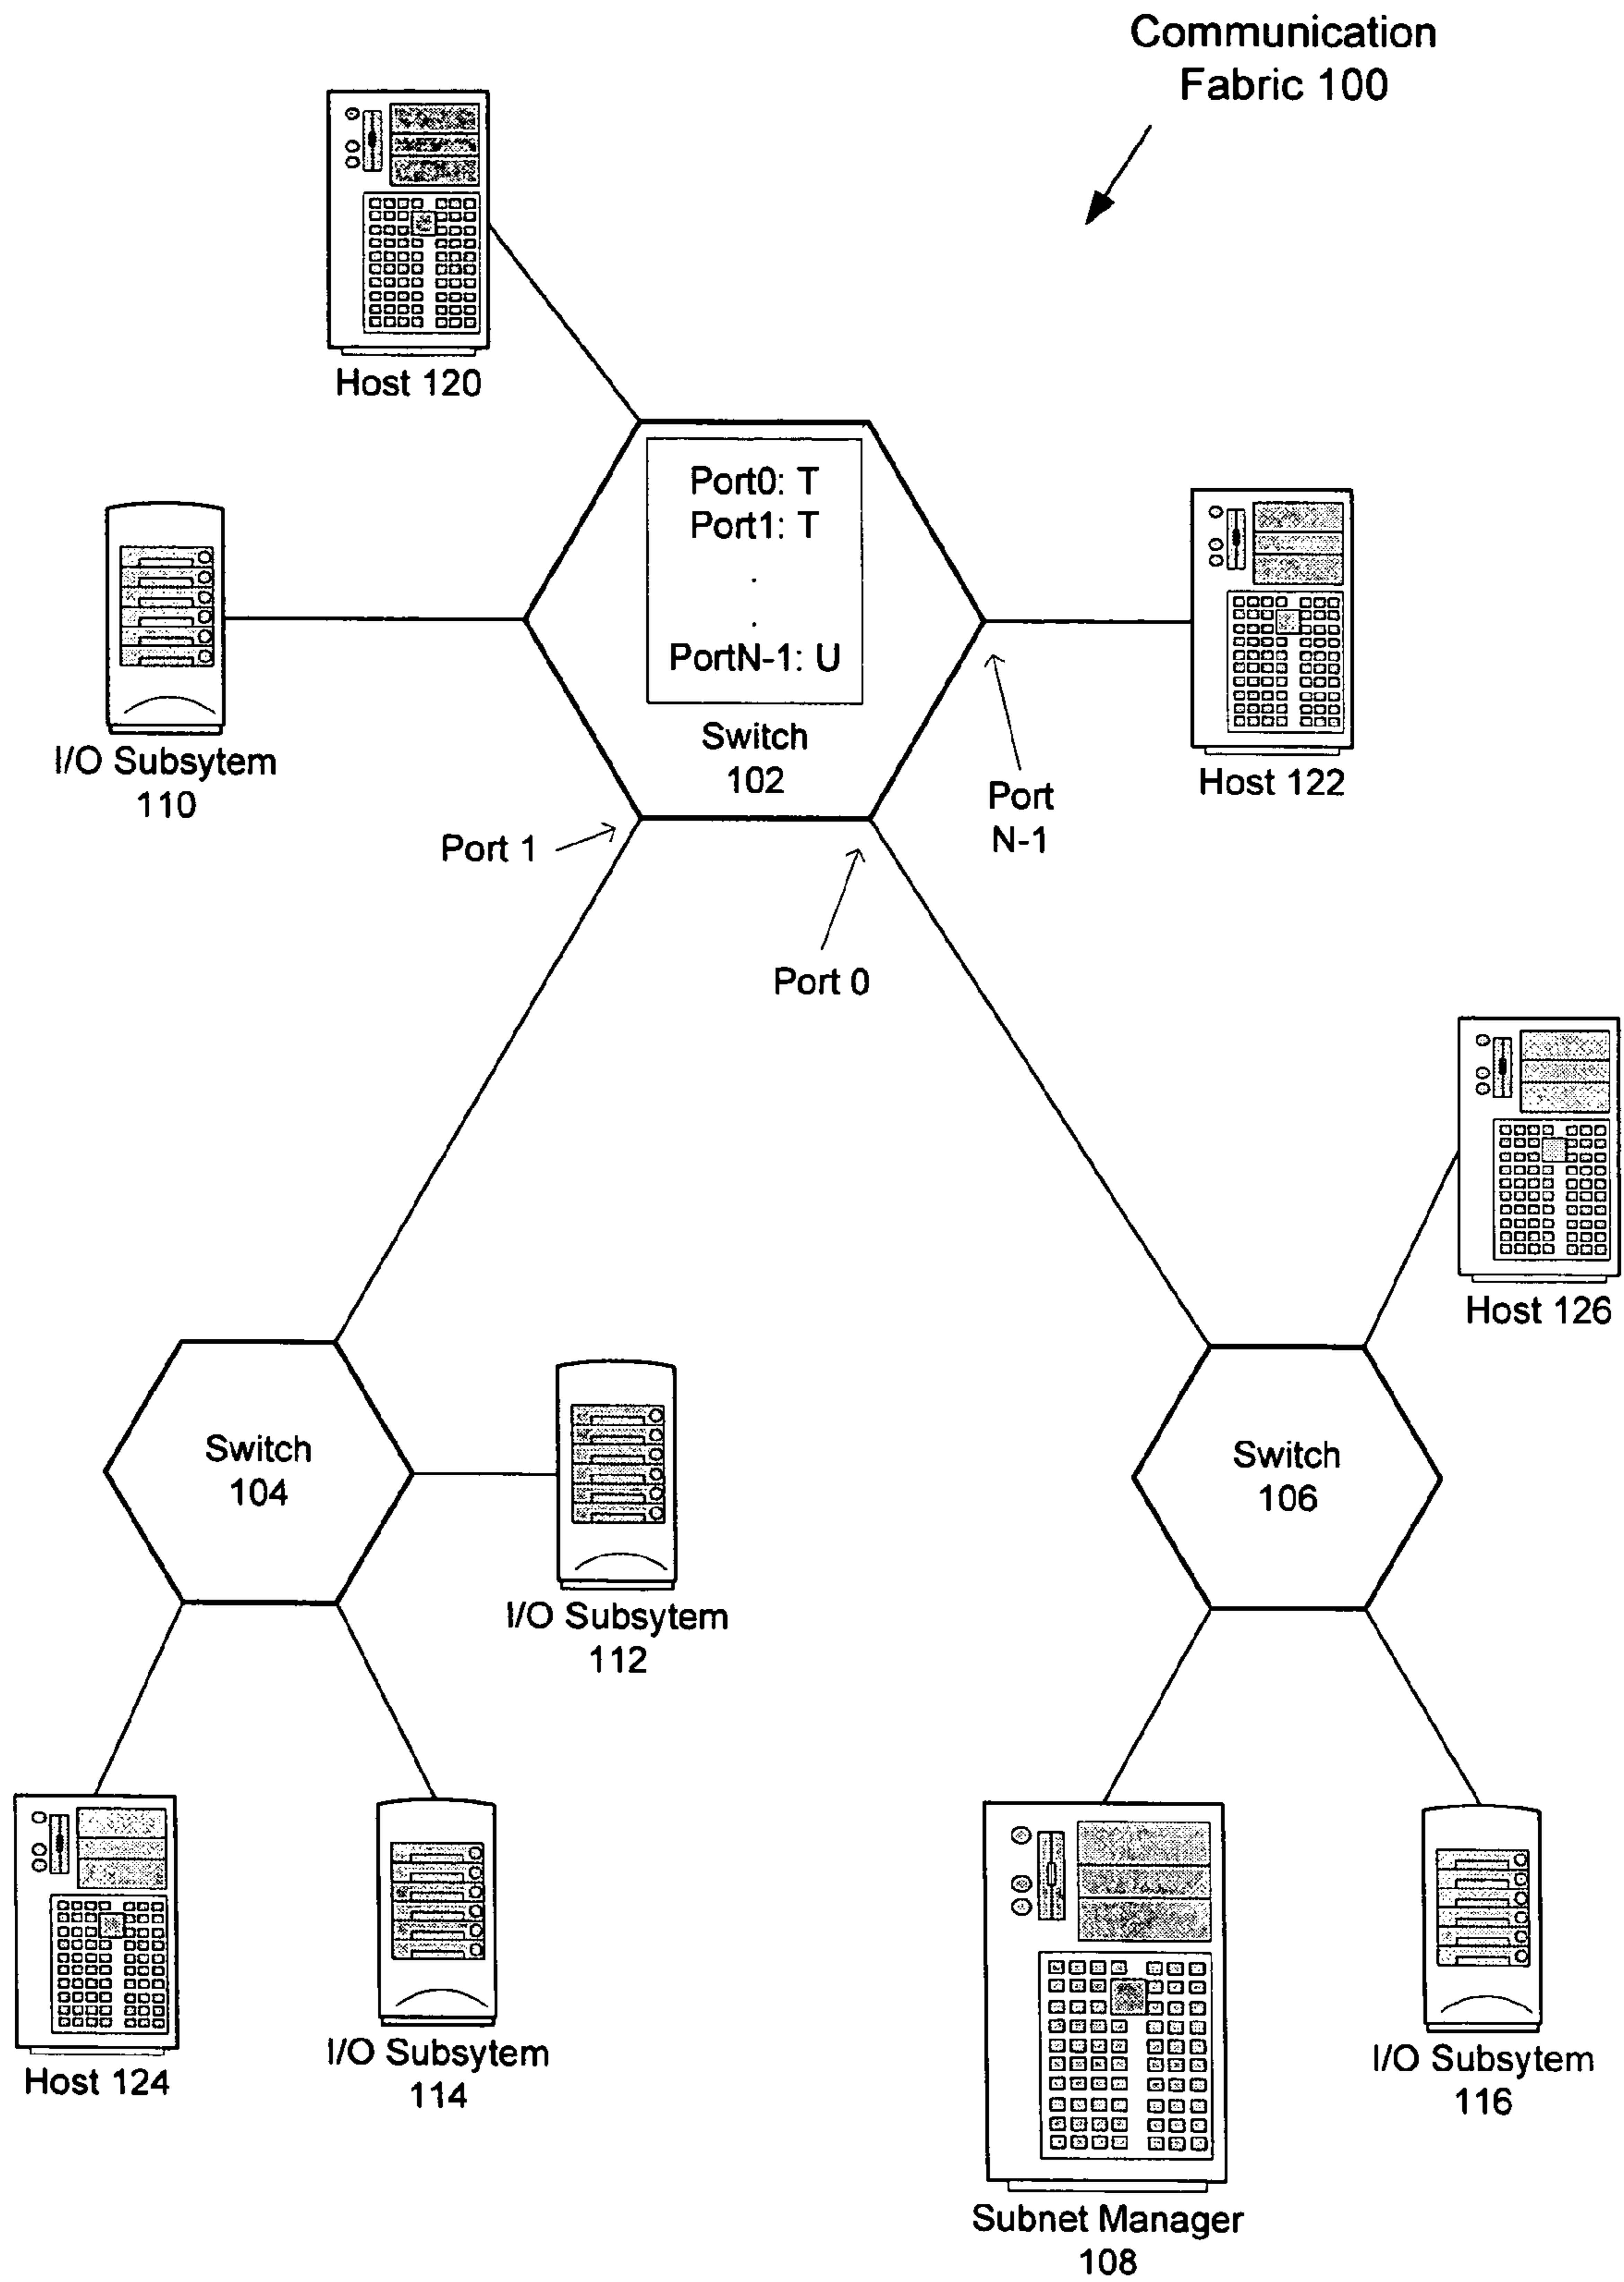 Communication
Fabric 100
Host 120
Port0: T
Port1: T
.
.
PortN-1: U
Switch
102
I/O Subsytem
110
Host 122
Port
N-1
Port 1
Port 0
Host 126
Switch
104
Switch
106
I/O Subsytem
112
Host 124
I/O Subsytem
114
I/O Subsytem
116
Subnet Manager
108